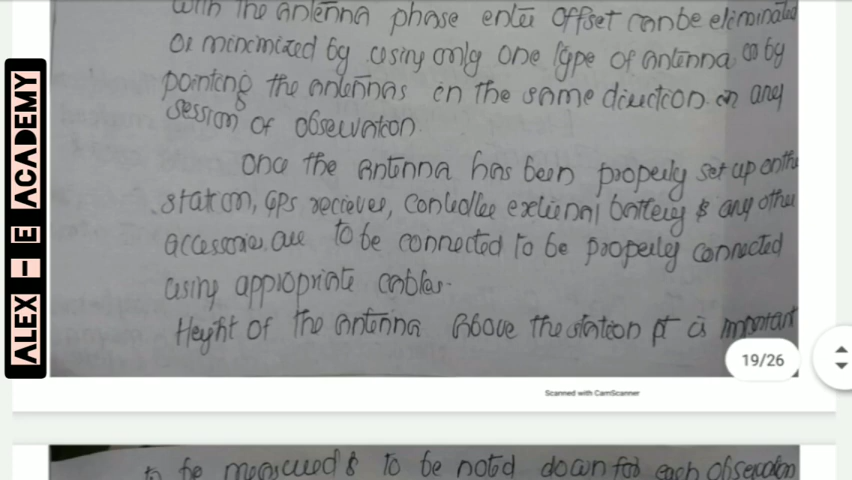 with the antenna phase enter offset can be eliminated
or minimized by using only one type of antenna or by
pointing the antennas in the same direction on any
session of observation.
Once the antenna has been properly set up on the
station, GPS reciever, controller external battery & any other
accessories are to be connected to be properly connected
using appropriate cables.
Height of the antenna above the station pt is important
19/26
Scanned with CamScanner
to be measured & to be noted down for each observation
ALEX - E ACADEMY